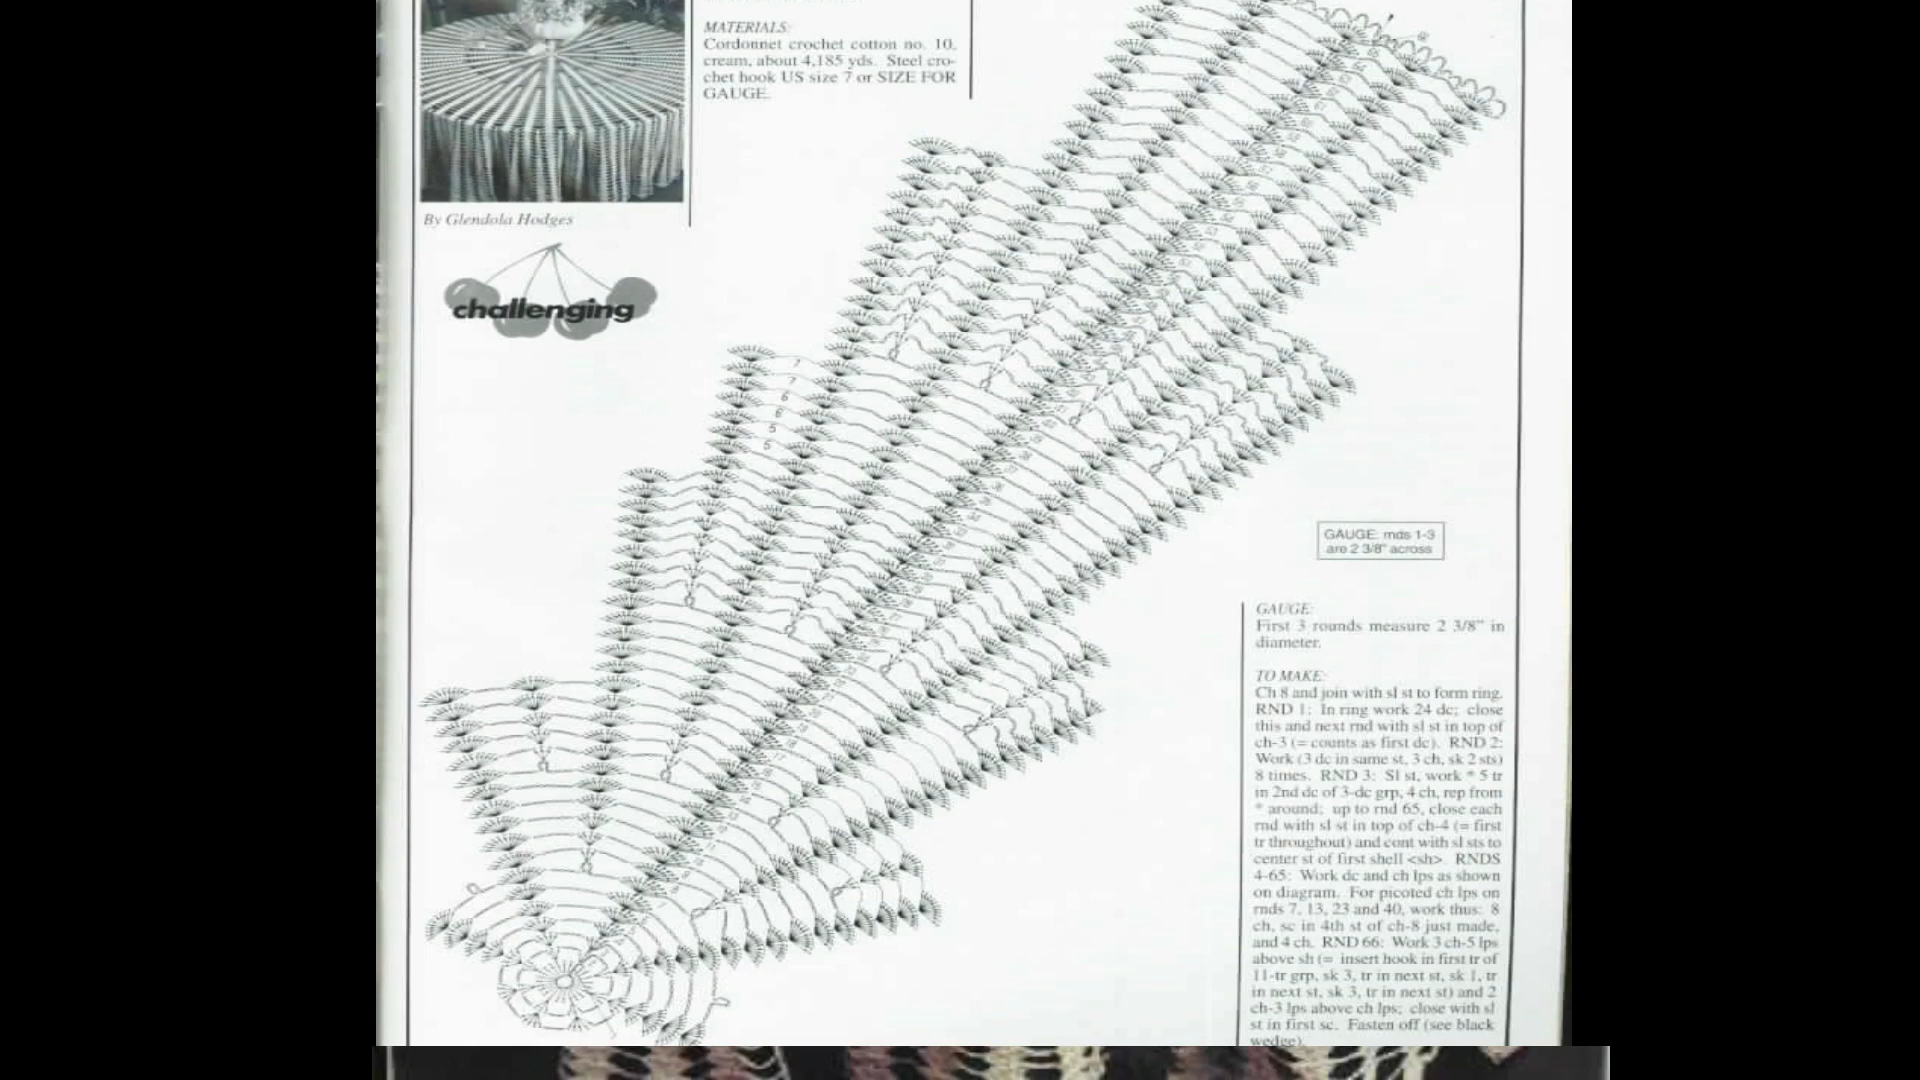 MATERIALS:
Cordonnet crochet cotton no. 10,
cream, about 4,185 yds. Steel cro-
chet hook US size 7 or SIZE FOR
GAUGE.
By Glendola Hodges
challenging
7
7
6
6
5
5
GAUGE: rnds 1-3
are 2 3/8" across
GAUGE:
First 3 rounds measure 2 3/8" in
diameter.
TO MAKE:
Ch 8 and join with sl st to form ring.
RND 1: In ring work 24 dc; close
this and next rnd with sl st in top of
ch-3 (= counts as first dc). RND 2:
Work (3 dc in same st, 3 ch, sk 2 sts)
8 times. RND 3: Sl st, work * 5 tr
in 2nd dc of 3-dc grp, 4 ch, rep from
* around; up to rnd 65, close each
rnd with sl st in top of ch-4 (= first
tr throughout) and cont with sl sts to
center st of first shell <sh>. RNDS
4-65: Work dc and ch lps as shown
on diagram. For picoted ch lps on
rnds 7, 13, 23 and 40, work thus: 8
ch, sc in 4th st of ch-8 just made,
and 4 ch. RND 66: Work 3 ch-5 lps
above sh (= insert hook in first tr of
11-tr grp, sk 3, tr in next st, sk 1, tr
in next st, sk 3, tr in next st) and 2
ch-3 lps above ch lps; close with sl
st in first sc. Fasten off (see black
wedge).